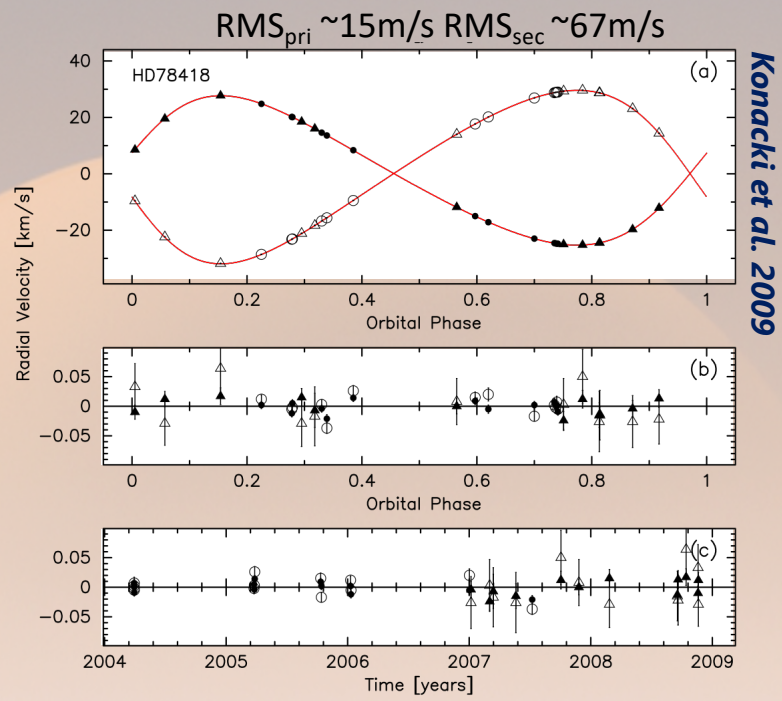 RMSpri ~15m/s RMSsec ~67m/s
HD78418
(a)
40
20
0
−20
0 0.2 0.4 0.6 0.8 1
Orbital Phase
Radial Velocity [km/s]
(b)
0.05
0
−0.05
0 0.2 0.4 0.6 0.8 1
Orbital Phase
(c)
0.05
0
−0.05
2004 2005 2006 2007 2008 2009
Time [years]
Konacki et al. 2009